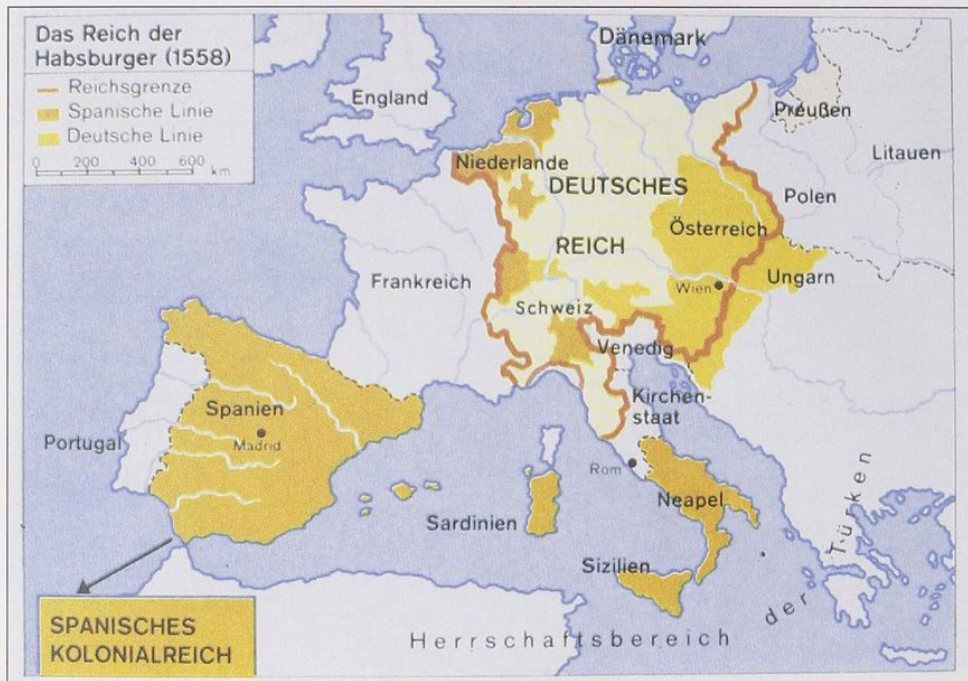 Das Reich der
Habsburger (1558)
Reichsgrenze
Spanische Linie
Deutsche Linie
0 200 400 600
km
Dänemark
England
Preußen
Litauen
Niederlande
DEUTSCHES
Polen
Österreich
REICH
Ungarn
Frankreich
Wien
Schweiz
Venedig
Kirchen-
staat
Spanien
Madrid
Portugal
Rom
Neapel
Sardinien
Sizilien
SPANISCHES
KOLONIALREICH
Herrschaftsbereich der Türken